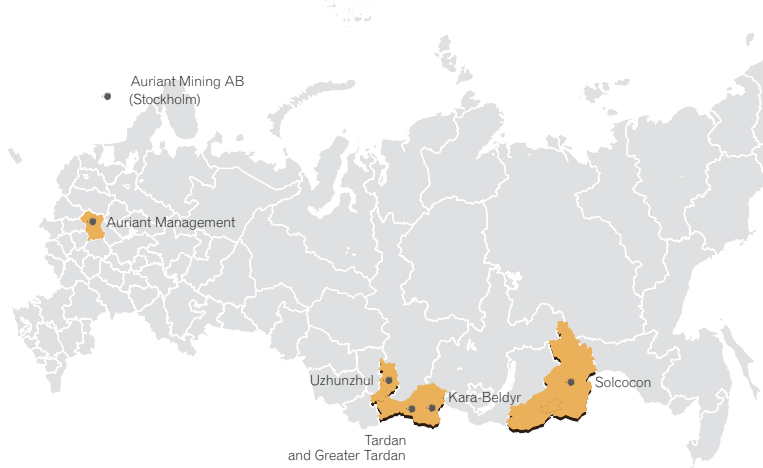 Auriant Mining AB
(Stockholm)
Auriant Management
Uzhunzhul
Kara-Beldyr
Solcocon
Tardan
and Greater Tardan